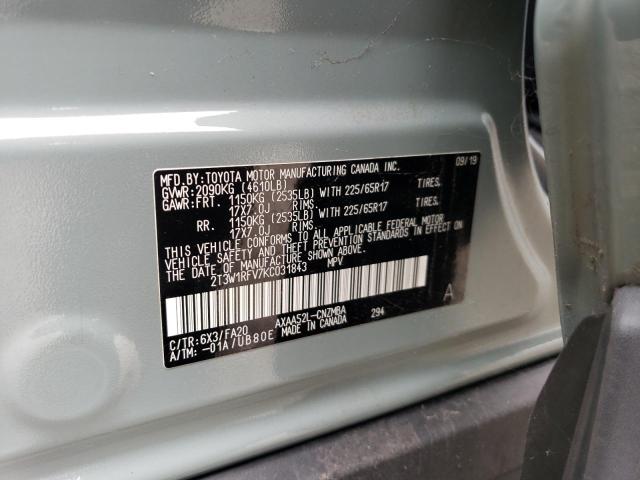 MFD.BY:TOYOTA MOTOR MANUFACTURING CANADA INC. 09/19
GVWR:2090KG (4610LB)
GAWR:FRT. 1150KG (2535LB) WITH 225/65R17 TIRES.
17X7.0J RIMS.
RR. 1150KG (2535LB) WITH 225/65R17 TIRES.
17X7.0J RIMS.
THIS VEHICLE CONFORMS TO ALL APPLICABLE FEDERAL MOTOR
VEHICLE SAFETY AND THEFT PREVENTION STANDARDS IN EFFECT
ON THE DATE OF MANUFACTURE SHOWN ABOVE.
2T3W1RFV7KC031843 MPV
A
C/TR:6X3/FA20 AXAA52L-CNZMBA 294
A/TM:-01A/UB80E MADE IN CANADA